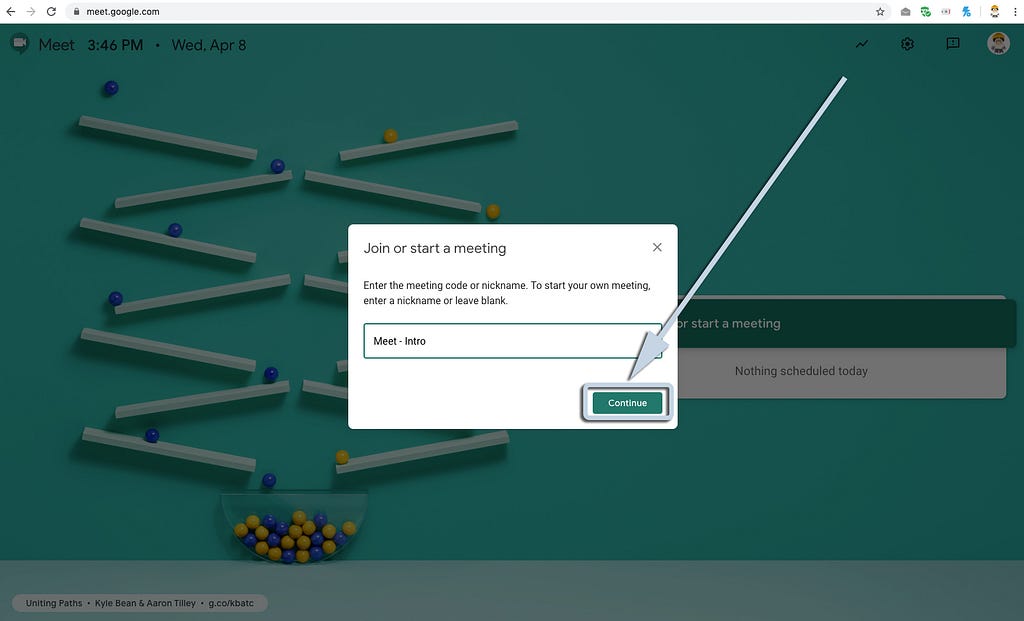 meet.google.com
Meet 3:46 PM • Wed, Apr 8
Join or start a meeting
Enter the meeting code or nickname. To start your own meeting,
enter a nickname or leave blank.
Meet - Intro
Continue
or start a meeting
Nothing scheduled today
Uniting Paths • Kyle Bean & Aaron Tilley • g.co/kbatc